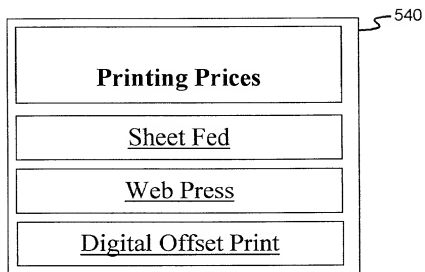 540
Printing Prices
Sheet Fed
Web Press
Digital Offset Print